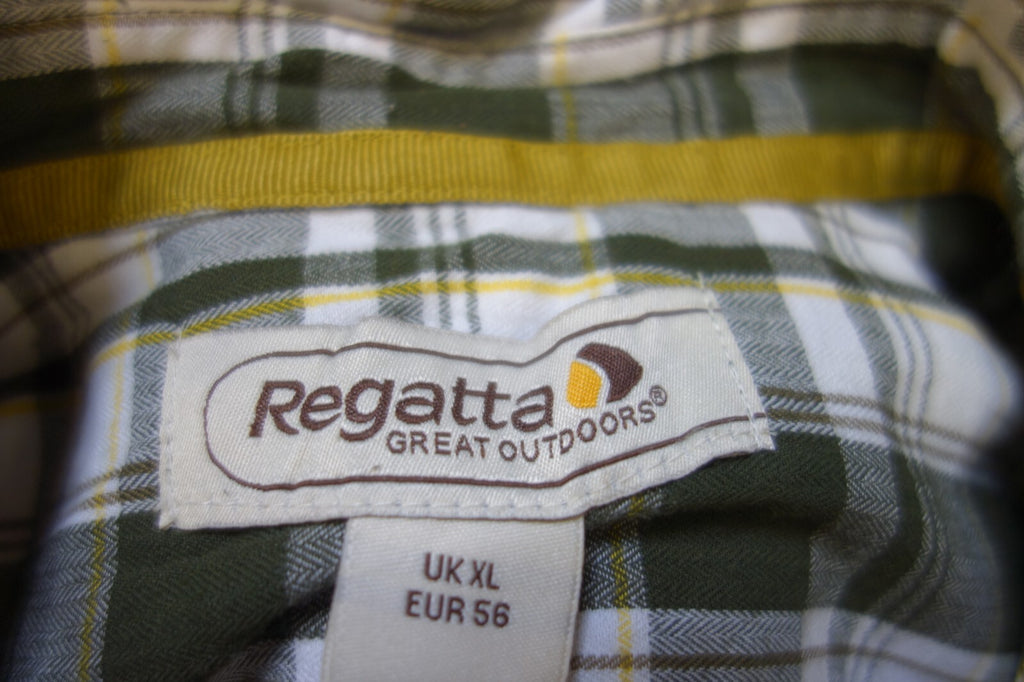 Regatta
GREAT OUTDOORS®
UK XL
EUR 56